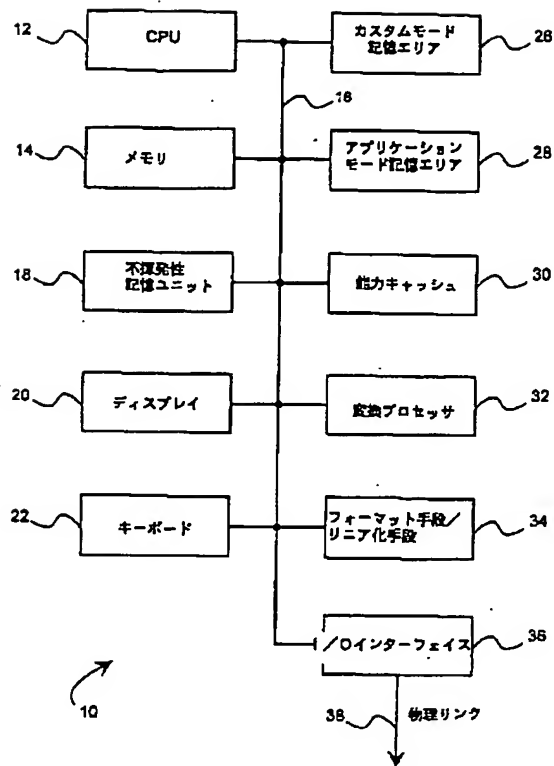 12
CPU
カスタムモード
記憶エリア
26
16
14
メモリ
アプリケーション
モード記憶エリア
28
18
不揮発性
記憶ユニット
能力キャッシュ
30
20
ディスプレイ
変換プロセッサ
32
22
キーボード
フォーマット手段/
リニア化手段
34
I/Oインターフェイス
36
10
38
物理リンク